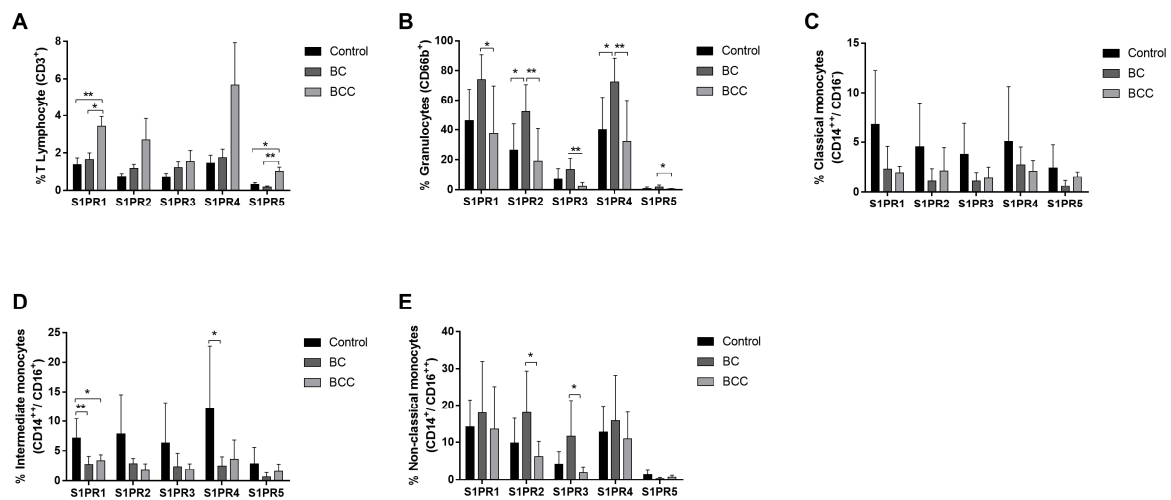 A
% T Lymphocyte (CD3+)
8
6
4
2
0
** 
*
*
**
S1PR1 S1PR2 S1PR3 S1PR4 S1PR5
Control
BC
BCC
B
% Granulocytes (CD66b+)
100
80
60
40
20
0
*
* **
**
* **
*
S1PR1 S1PR2 S1PR3 S1PR4 S1PR5
Control
BC
BCC
C
% Classical monocytes
(CD14++/ CD16-)
15
10
5
0
S1PR1 S1PR2 S1PR3 S1PR4 S1PR5
Control
BC
BCC
D
% Intermediate monocytes
(CD14++/ CD16+)
25
20
15
10
5
0
*
**
*
S1PR1 S1PR2 S1PR3 S1PR4 S1PR5
Control
BC
BCC
E
% Non-classical monocytes
(CD14+/ CD16++)
40
30
20
10
0
*
*
S1PR1 S1PR2 S1PR3 S1PR4 S1PR5
Control
BC
BCC